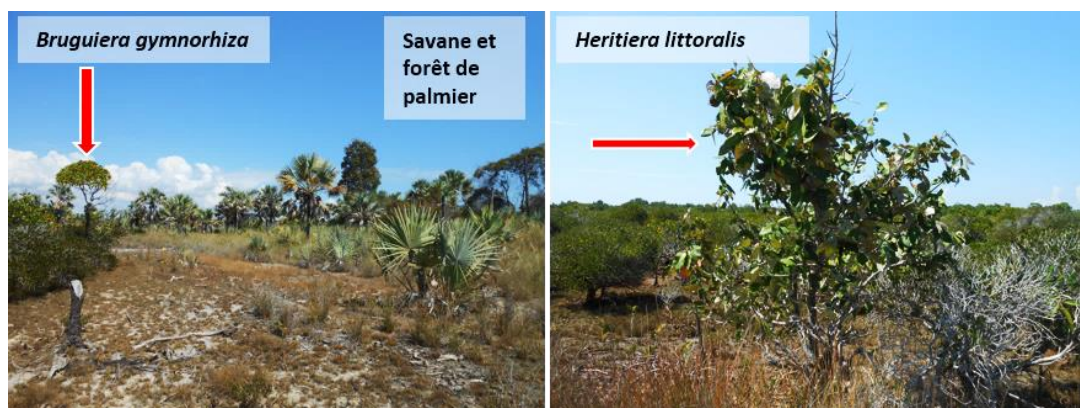 Bruguiera gymnorhiza
Savane et
forêt de
palmier
Heritiera littoralis